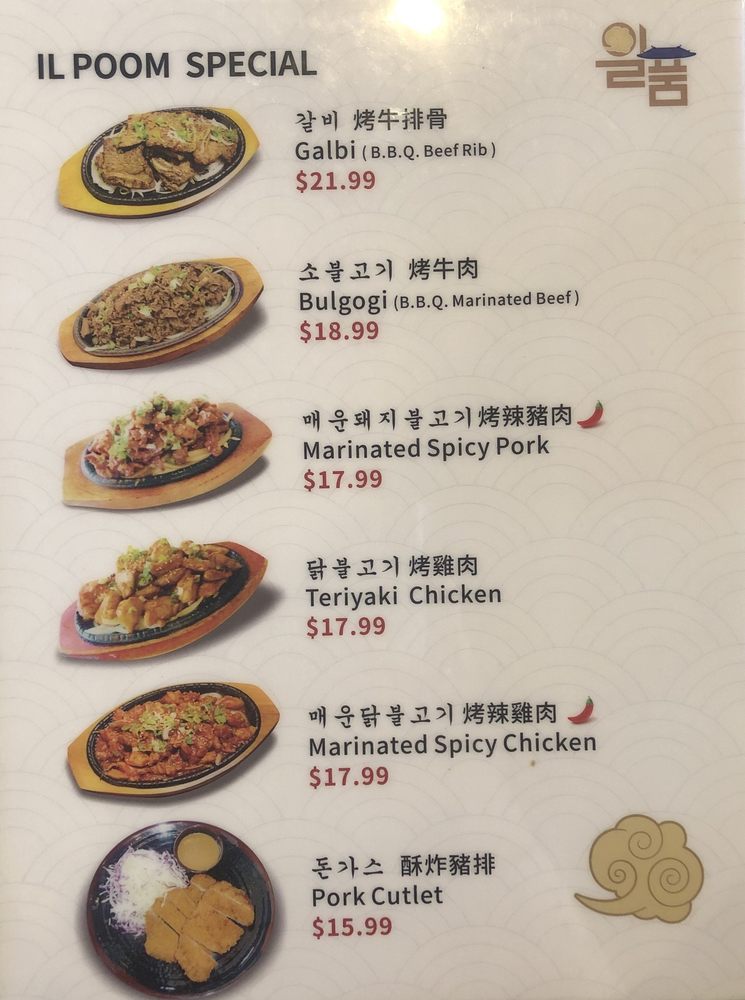 IL POOM SPECIAL
일품
갈비 烤牛排骨
Galbi (B.B.Q. Beef Rib)
$21.99
소불고기 烤牛肉
Bulgogi (B.B.Q. Marinated Beef)
$18.99
매운돼지불고기 烤辣豬肉
Marinated Spicy Pork
$17.99
닭불고기 烤雞肉
Teriyaki Chicken
$17.99
매운닭불고기 烤辣雞肉
Marinated Spicy Chicken
$17.99
돈가스 酥炸豬排
Pork Cutlet
$15.99